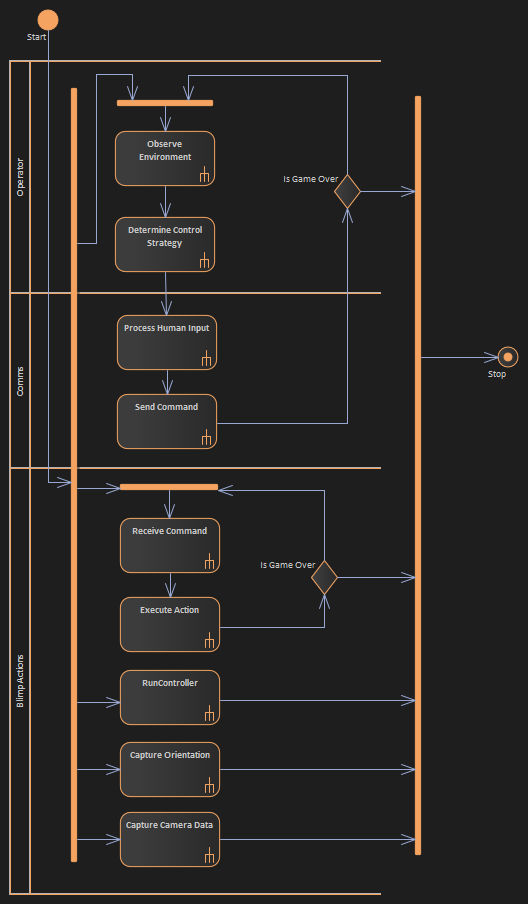 Start
Operator
Observe
Environment
Is Game Over
Determine Control
Strategy
Comms
Process Human Input
Send Command
Stop
Blimp Actions
Receive Command
Is Game Over
Execute Action
RunController
Capture Orientation
Capture Camera Data